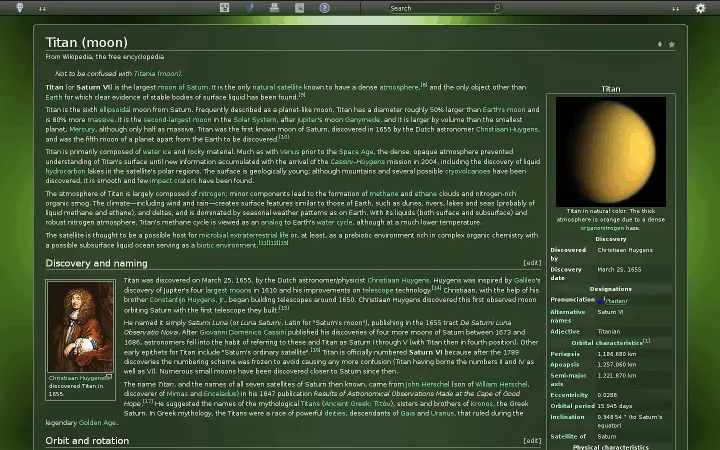 Search
Titan (moon)
From Wikipedia, the free encyclopedia
Not to be confused with Titania (moon).
Titan (or Saturn VI) is the largest moon of Saturn. It is the only natural satellite known to have a dense atmosphere,[8] and the only object other than
Earth for which clear evidence of stable bodies of surface liquid has been found.[9]
Titan is the sixth ellipsoidal moon from Saturn. Frequently described as a planet-like moon, Titan has a diameter roughly 50% larger than Earth's moon and
is 80% more massive. It is the second-largest moon in the Solar System, after Jupiter's moon Ganymede, and it is larger by volume than the smallest
planet, Mercury, although only half as massive. Titan was the first known moon of Saturn, discovered in 1655 by the Dutch astronomer Christiaan Huygens,
and was the fifth moon of a planet apart from the Earth to be discovered.[10]
Titan is primarily composed of water ice and rocky material. Much as with Venus prior to the Space Age, the dense, opaque atmosphere prevented
understanding of Titan's surface until new information accumulated with the arrival of the Cassini–Huygens mission in 2004, including the discovery of liquid
hydrocarbon lakes in the satellite's polar regions. The surface is geologically young; although mountains and several possible cryovolcanoes have been
discovered, it is smooth and few impact craters have been found.
The atmosphere of Titan is largely composed of nitrogen; minor components lead to the formation of methane and ethane clouds and nitrogen-rich
organic smog. The climate—including wind and rain—creates surface features similar to those of Earth, such as dunes, rivers, lakes and seas (probably of
liquid methane and ethane), and deltas, and is dominated by seasonal weather patterns as on Earth. With its liquids (both surface and subsurface) and
robust nitrogen atmosphere, Titan's methane cycle is viewed as an analog to Earth's water cycle, although at a much lower temperature.
The satellite is thought to be a possible host for microbial extraterrestrial life or, at least, as a prebiotic environment rich in complex organic chemistry with
a possible subsurface liquid ocean serving as a biotic environment.[11][12][13]
Discovery and naming [edit]
Titan was discovered on March 25, 1655, by the Dutch astronomer/physicist Christiaan Huygens. Huygens was inspired by Galileo's
discovery of Jupiter's four largest moons in 1610 and his improvements on telescope technology.[14] Christiaan, with the help of his
brother Constantijn Huygens, Jr., began building telescopes around 1650. Christiaan Huygens discovered this first observed moon
orbiting Saturn with the first telescope they built.[15]
He named it simply Saturni Luna (or Luna Saturni, Latin for "Saturn's moon"), publishing in the 1655 tract De Saturni Luna
Observatio Nova. After Giovanni Domenico Cassini published his discoveries of four more moons of Saturn between 1673 and
1686, astronomers fell into the habit of referring to these and Titan as Saturn I through V (with Titan then in fourth position). Other
early epithets for Titan include "Saturn's ordinary satellite".[16] Titan is officially numbered Saturn VI because after the 1789
discoveries the numbering scheme was frozen to avoid causing any more confusion (Titan having borne the numbers II and IV as
well as VI). Numerous small moons have been discovered closer to Saturn since then.
The name Titan, and the names of all seven satellites of Saturn then known, came from John Herschel (son of William Herschel,
discoverer of Mimas and Enceladus) in his 1847 publication Results of Astronomical Observations Made at the Cape of Good
Hope.[17] He suggested the names of the mythological Titans (Ancient Greek: Τιτάν), sisters and brothers of Kronos, the Greek
Saturn. In Greek mythology, the Titans were a race of powerful deities, descendants of Gaia and Uranus, that ruled during the
legendary Golden Age.
Christiaan Huygens
discovered Titan in
1655.
Orbit and rotation [edit]
Titan
Titan in natural color. The thick
atmosphere is orange due to a dense
organonitrogen haze.
Discovery
Discovered by Christiaan Huygens
Discovery date March 25, 1655
Designations
Pronunciation /ˈtaɪtən/
Alternative names Saturn VI
Adjective Titanian
Orbital characteristics[1]
Periapsis 1,186,680 km
Apoapsis 1,257,060 km
Semi-major axis 1,221,870 km
Eccentricity 0.0288
Orbital period 15.945 days
Inclination 0.348 54 ° (to Saturn's equator)
Satellite of Saturn
Physical characteristics